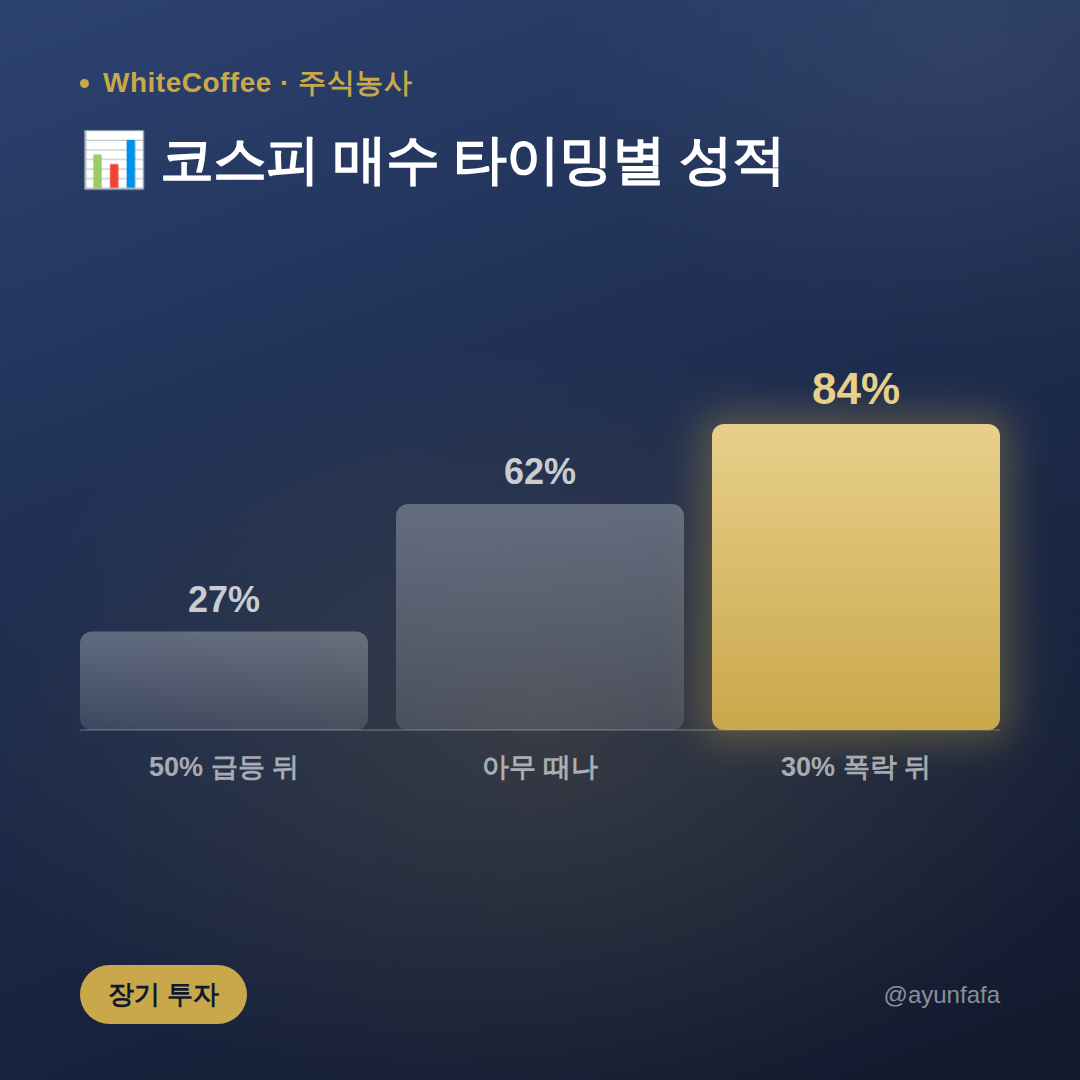 • WhiteCoffee · 주식농사
📊 코스피 매수 타이밍별 성적
84%
62%
27%
50% 급등 뒤
아무 때나
30% 폭락 뒤
장기 투자
@ayunfafa